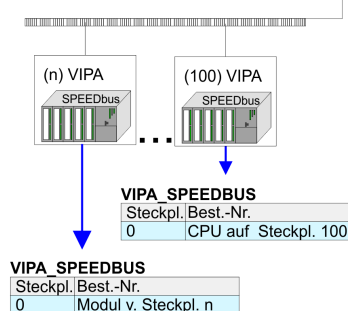 (n) VIPA
(100) VIPA
SPEEDbus
SPEEDbus
VIPA_SPEEDBUS
Steckpl. Best.-Nr.
0 CPU auf Steckpl. 100
VIPA_SPEEDBUS
Steckpl. Best.-Nr.
0 Modul v. Steckpl. n